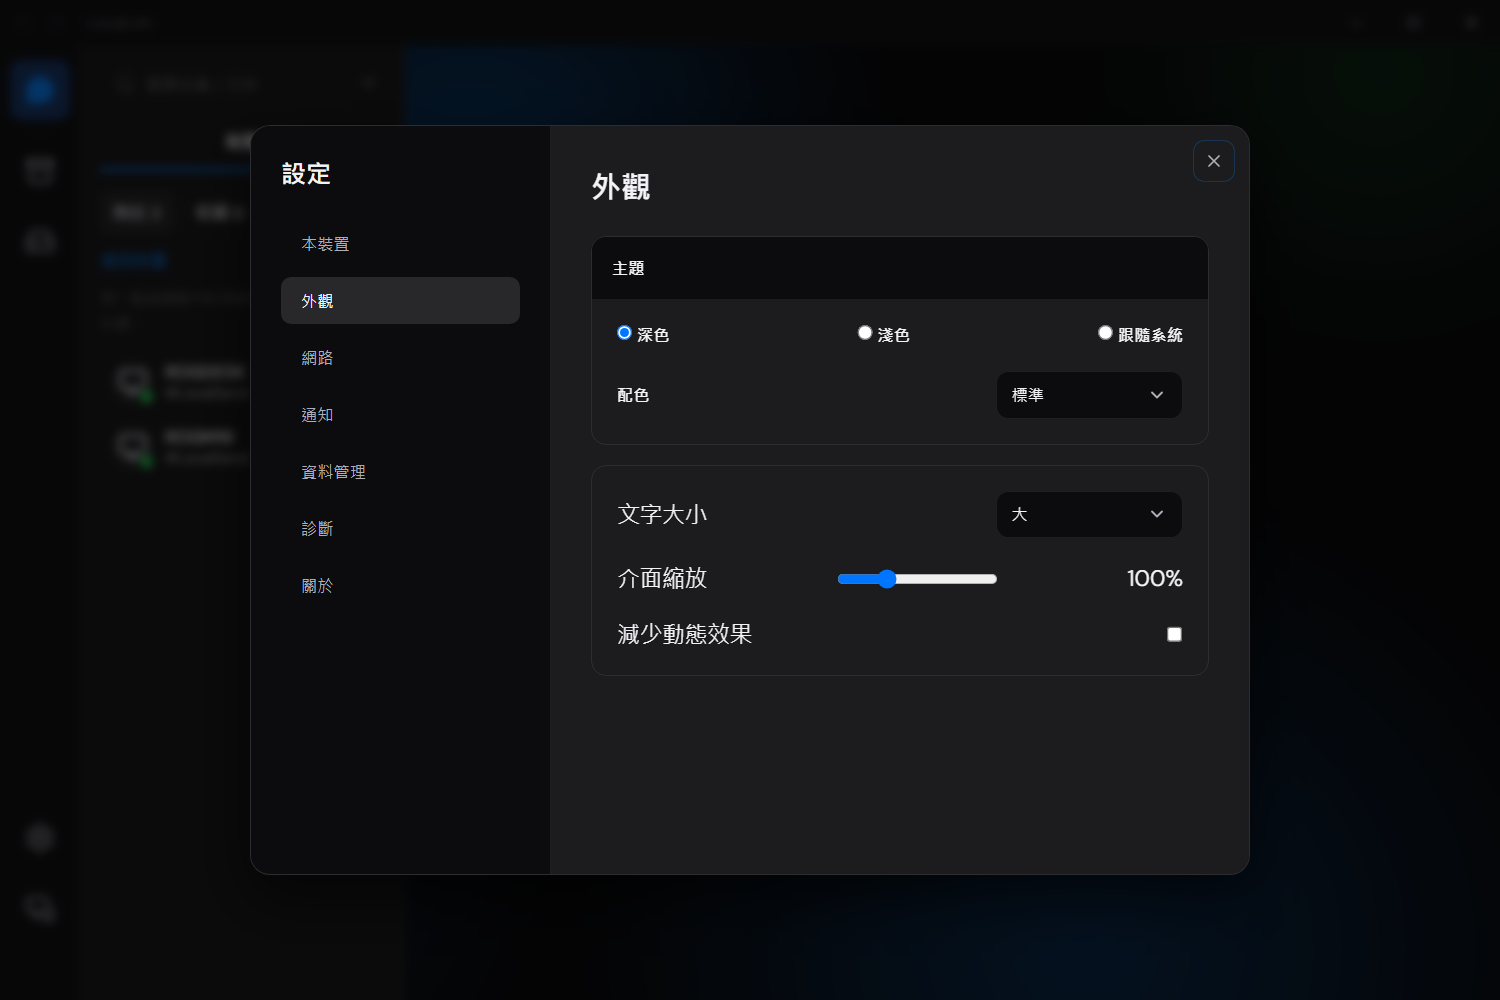 設定
本裝置
外觀
網路
通知
資料管理
診斷
關於
外觀
主題
深色 淺色 跟隨系統
配色 標準
文字大小 大
介面縮放 100%
減少動態效果